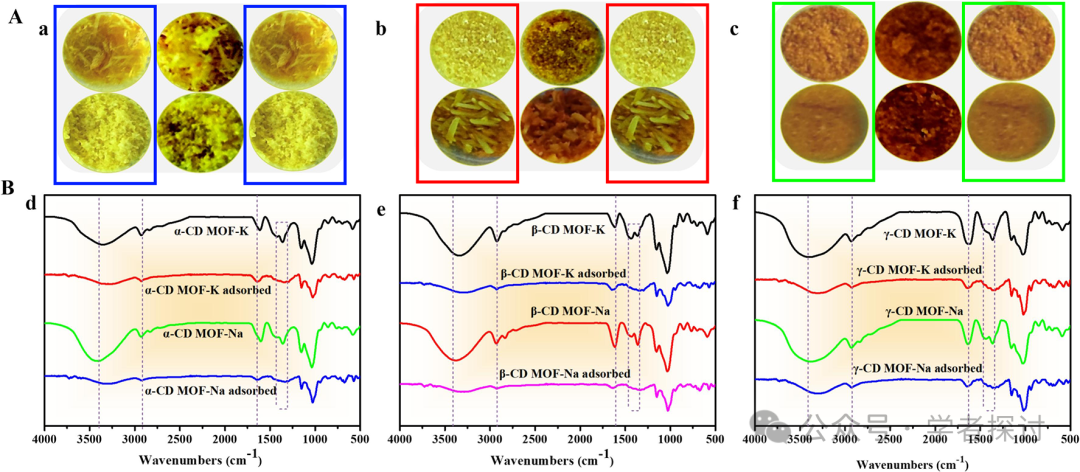 A
a
b
c
B
d
e
f
α-CD MOF-K
α-CD MOF-K adsorbed
α-CD MOF-Na
α-CD MOF-Na adsorbed
4000 3500 3000 2500 2000 1500 1000 500
Wavenumbers (cm⁻¹)
β-CD MOF-K
β-CD MOF-K adsorbed
β-CD MOF-Na
β-CD MOF-Na adsorbed
4000 3500 3000 2500 2000 1500 1000 500
Wavenumbers (cm⁻¹)
γ-CD MOF-K
γ-CD MOF-K adsorbed
γ-CD MOF-Na
γ-CD MOF-Na adsorbed
4000 3500 3000 2500 2000 1500 1000 500
Wavenumbers (cm⁻¹)
公众号 · 学者探讨